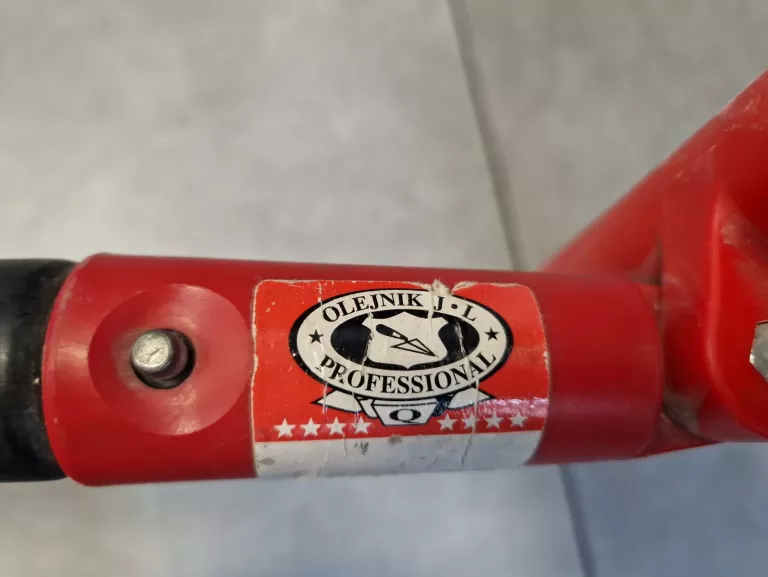 OLEJNIK J • L
PROFESSIONAL
Q